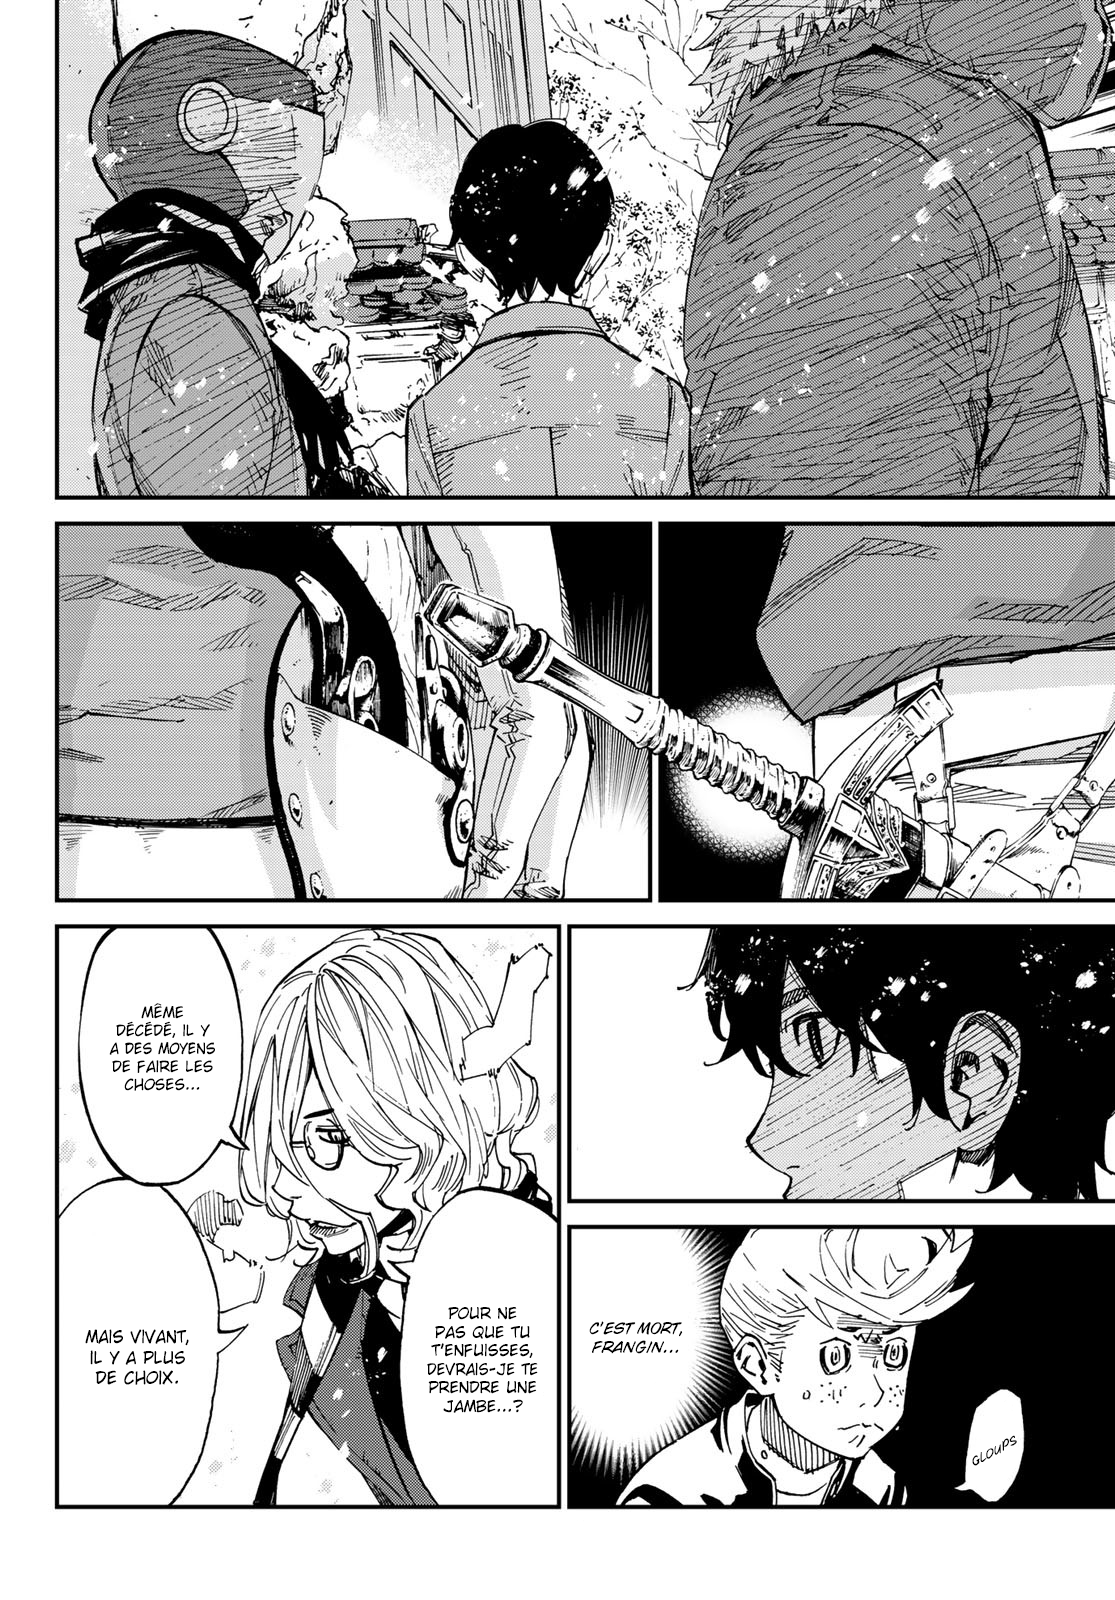 C'EST MORT,
FRANGIN...
GLOUPS
MÊME
DÉCÉDÉ, IL Y
A DES MOYENS
DE FAIRE LES
CHOSES...
MAIS VIVANT,
IL Y A PLUS
DE CHOIX.
POUR NE
PAS QUE TU
T'ENFUISSES,
DEVRAIS-JE TE
PRENDRE UNE
JAMBE...?